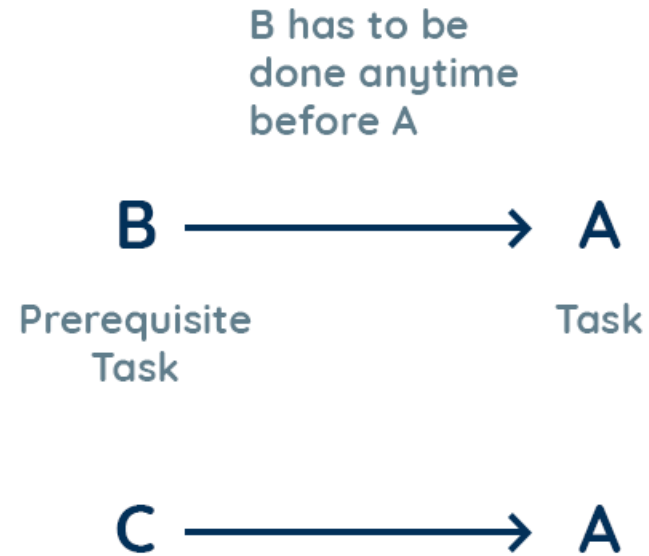 B has to be
done anytime
before A
B A
Prerequisite Task
Task
C A